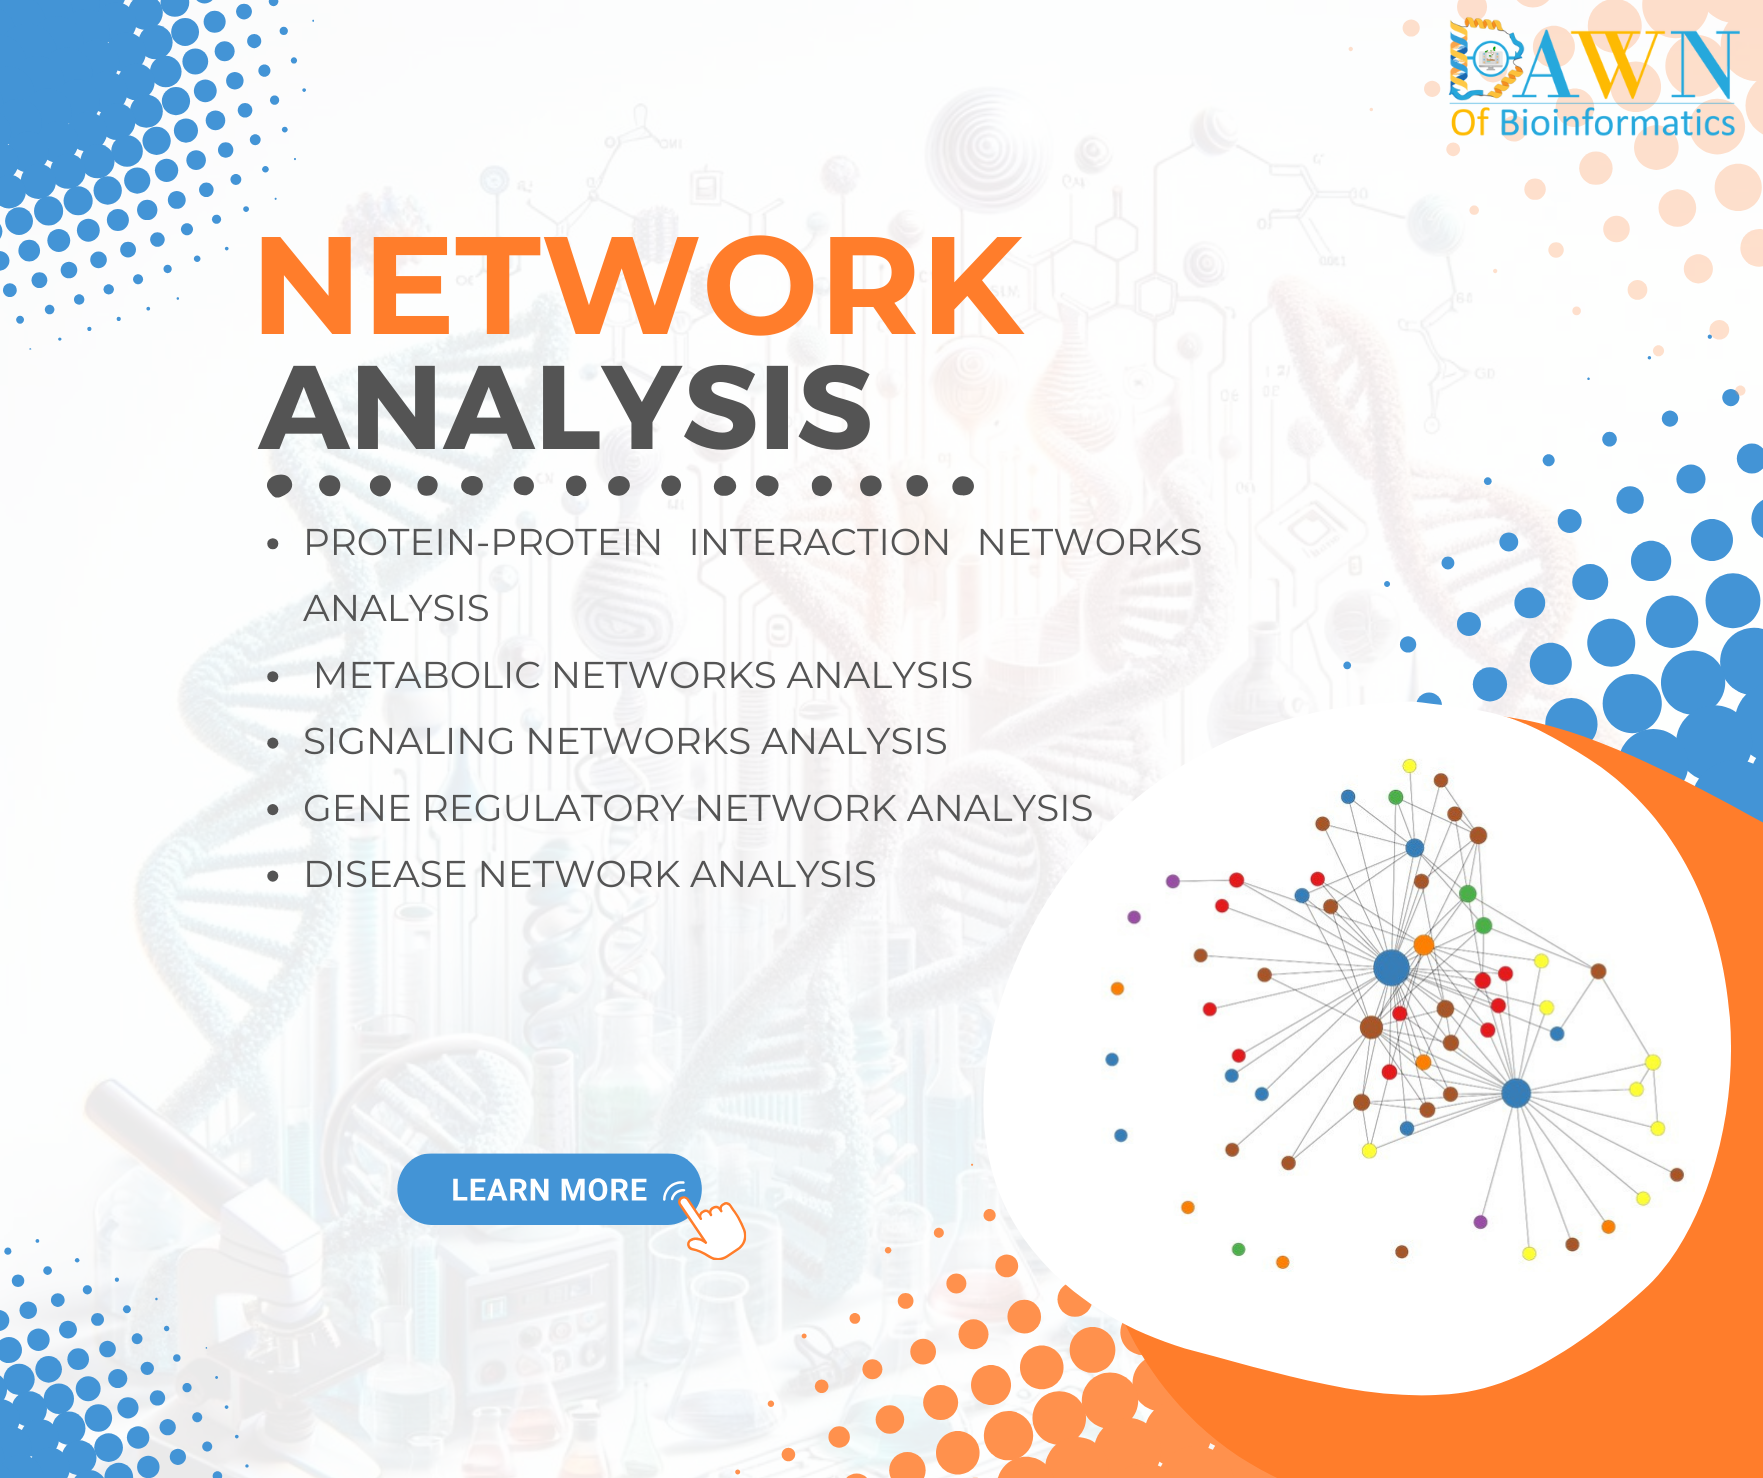 DAWN
Of Bioinformatics
NETWORK
ANALYSIS
• PROTEIN-PROTEIN INTERACTION NETWORKS
ANALYSIS
• METABOLIC NETWORKS ANALYSIS
• SIGNALING NETWORKS ANALYSIS
• GENE REGULATORY NETWORK ANALYSIS
• DISEASE NETWORK ANALYSIS
LEARN MORE